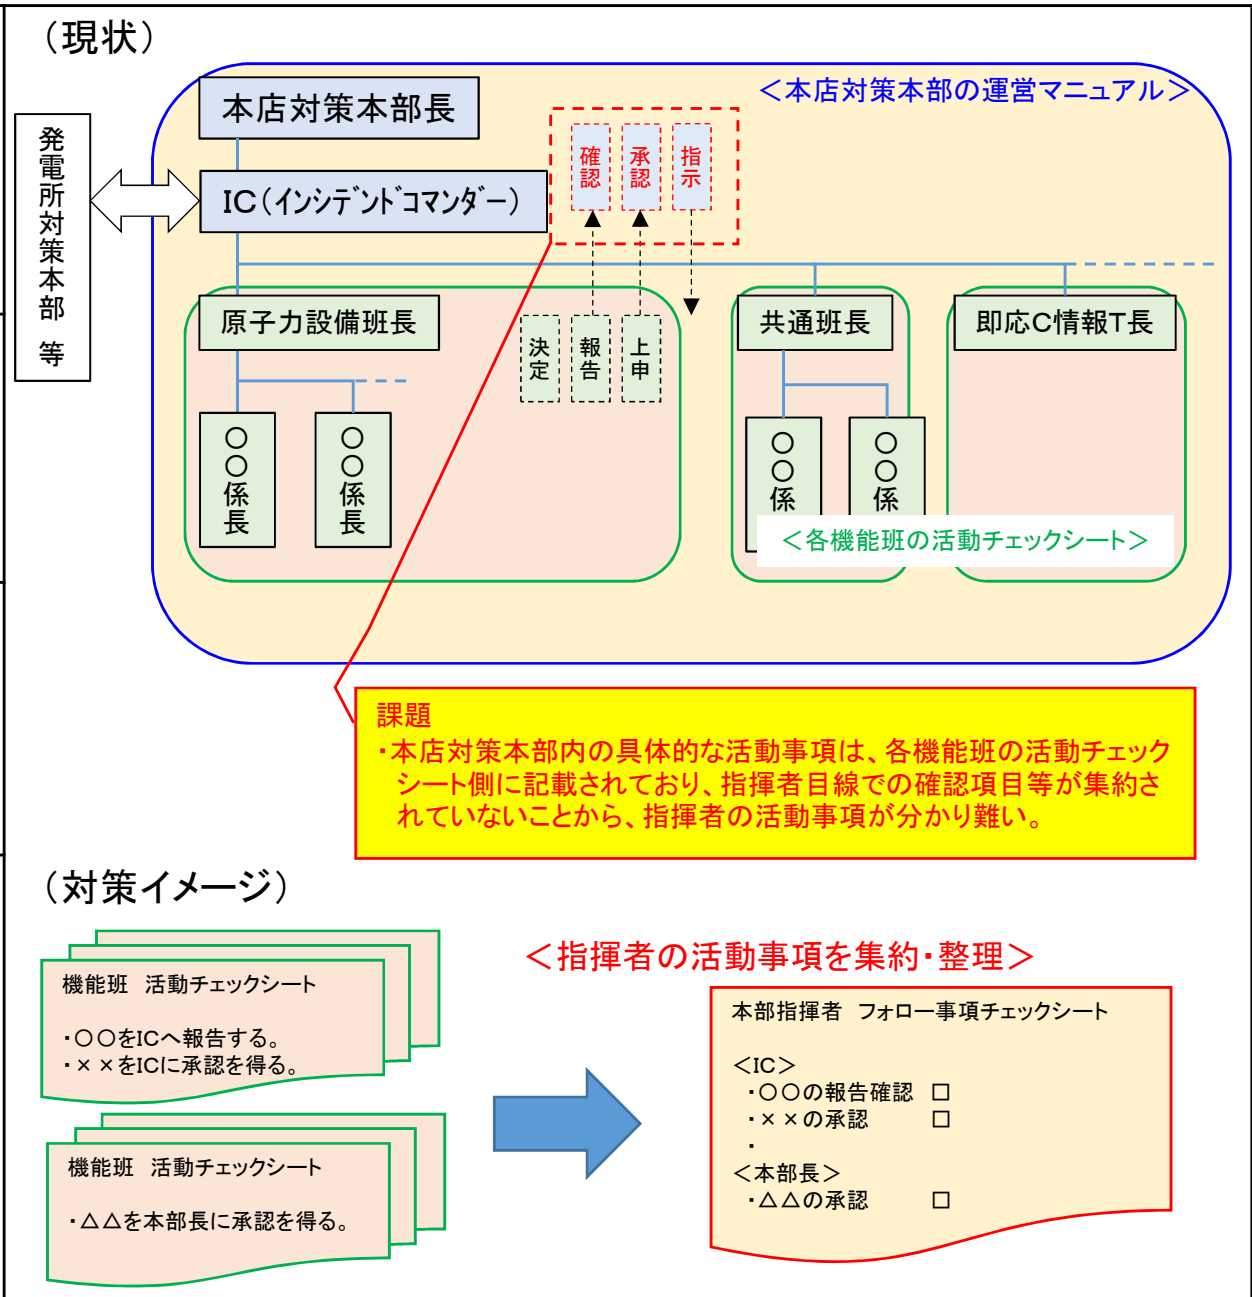 （現状）
＜本店対策本部の運営マニュアル＞
本店対策本部長
発電所対策本部 等
IC（インシデンドコマンダー）
確認
承認
指示
原子力設備班長
決定
報告
上申
共通班長
即応C情報T長
〇〇係長
〇〇係長
〇〇係
〇〇係
＜各機能班の活動チェックシート＞
課題
・本店対策本部内の具体的な活動事項は、各機能班の活動チェック
シート側に記載されており、指揮者目線での確認項目等が集約さ
れていないことから、指揮者の活動事項が分かり難い。
（対策イメージ）
＜指揮者の活動事項を集約・整理＞
機能班 活動チェックシート
・〇〇をICへ報告する。
・××をICに承認を得る。
機能班 活動チェックシート
・△△を本部長に承認を得る。
本部指揮者 フォロー事項チェックシート
＜IC＞
・〇〇の報告確認 □
・××の承認 □
・
＜本部長＞
・△△の承認 □